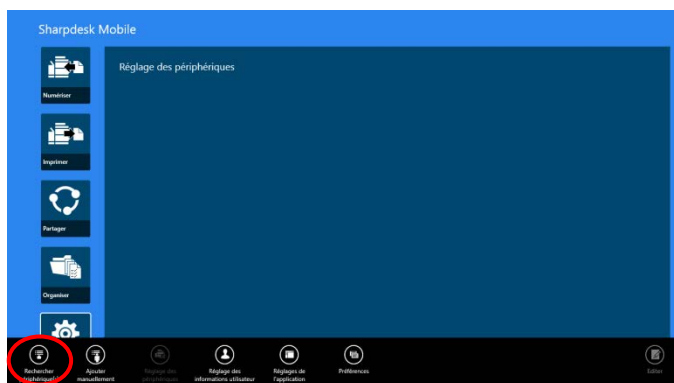 Sharpdesk Mobile
Réglage des périphériques
Numériser
Imprimer
Partager
Organiser
Rechercher
périphérique(s)
Ajouter
manuellement
Réglage des
périphériques
Réglage des
informations utilisateur
Réglages de
l'application
Préférences
Editer